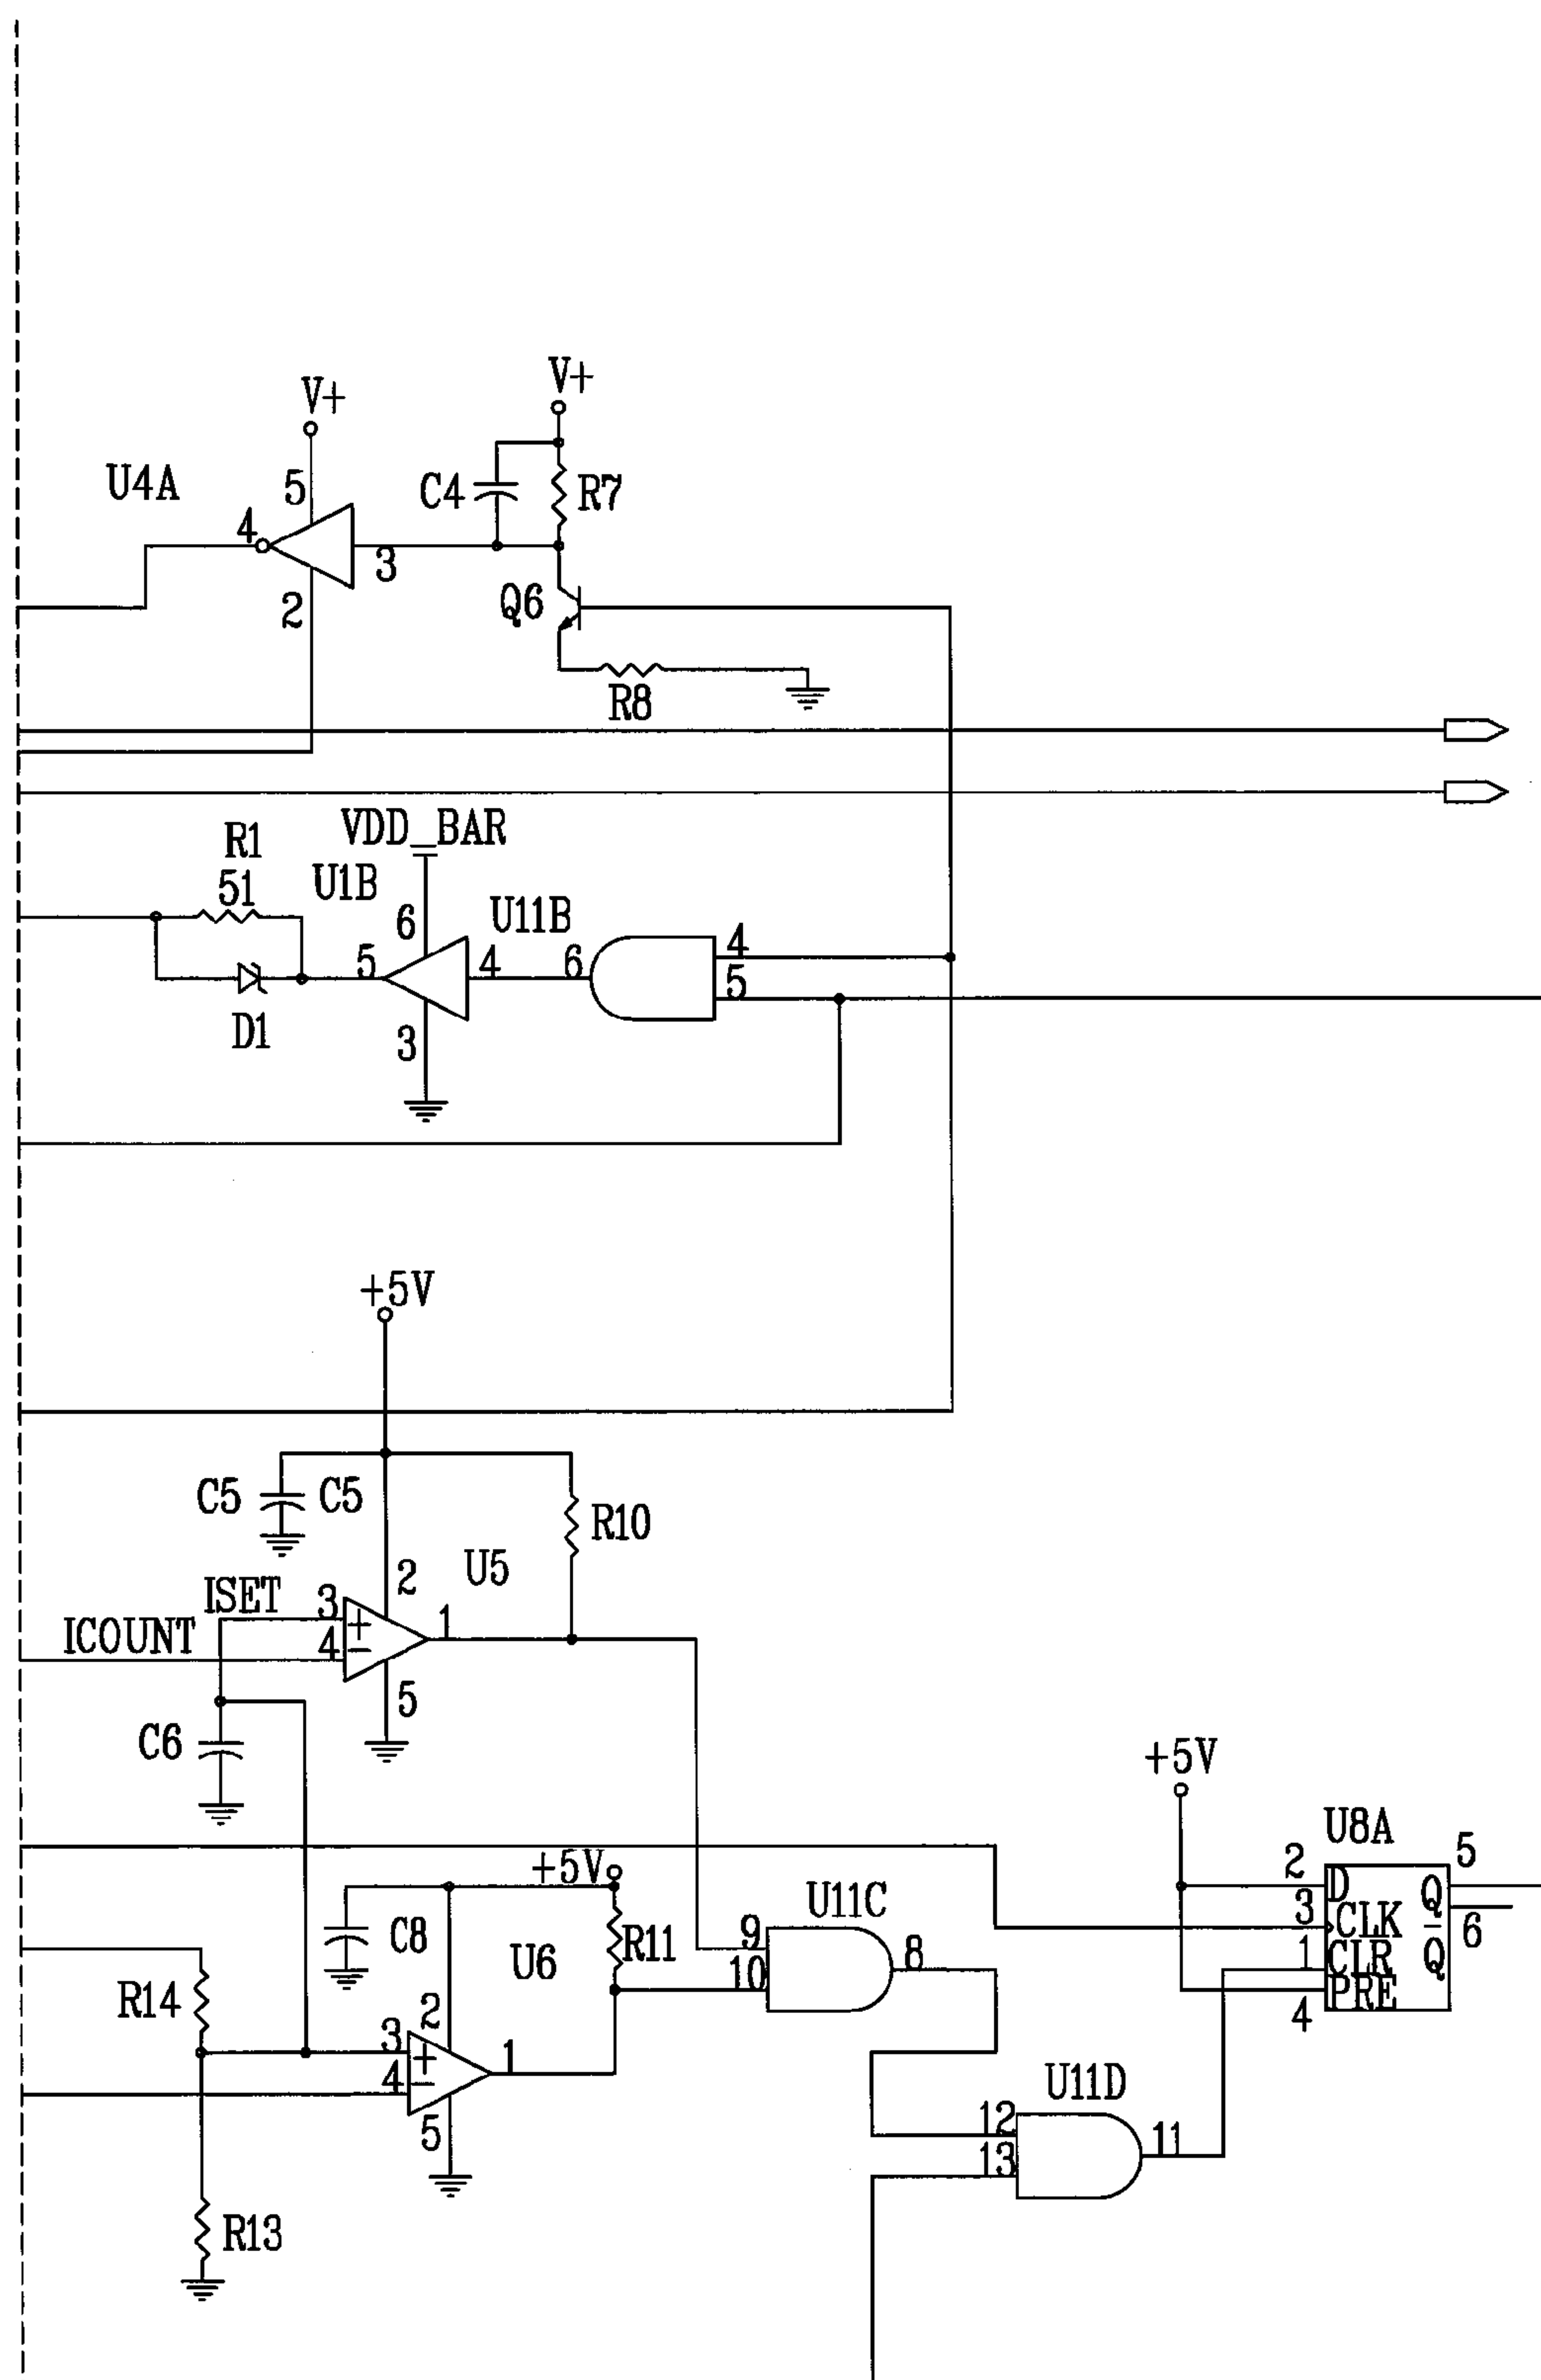 V+
V+
U4A
5
C4
R7
4
3
2
Q6
R8
VDD_BAR
R1
51
U1B
6
U11B
5
4
6
4
5
D1
3
+5V
C5
C5
R10
2
U5
ISET
3
+
1
ICOUNT
4
−
5
C6
+5V
U8A
2
D
Q
5
3
CLK
6
1
CLR
Q
PRE
4
+5V
C8
R11
U11C
9
8
10
U6
R14
2
3
+
1
4
−
5
U11D
12
11
13
R13